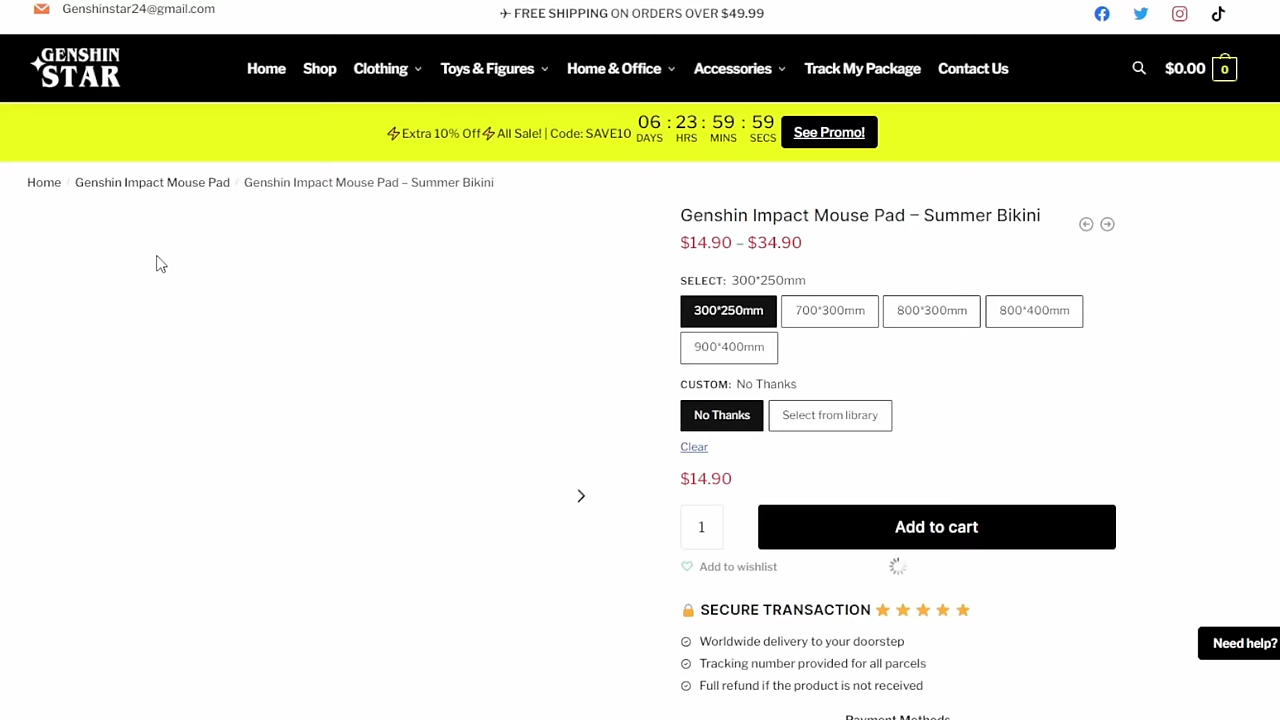 Genshinstar24@gmail.com
✈ FREE SHIPPING ON ORDERS OVER $49.99
GENSHIN
STAR
Home Shop Clothing Toys & Figures Home & Office Accessories Track My Package Contact Us
$0.00 0
⚡Extra 10% Off⚡All Sale! | Code: SAVE10
06 : 23 : 59 : 59
DAYS HRS MINS SECS
See Promo!
Home / Genshin Impact Mouse Pad / Genshin Impact Mouse Pad – Summer Bikini
Genshin Impact Mouse Pad – Summer Bikini
$14.90 – $34.90
SELECT: 300*250mm
300*250mm 700*300mm 800*300mm 800*400mm
900*400mm
CUSTOM: No Thanks
No Thanks Select from library
Clear
$14.90
1 Add to cart
Add to wishlist
SECURE TRANSACTION
Worldwide delivery to your doorstep
Tracking number provided for all parcels
Full refund if the product is not received
Need help?
Payment Methods